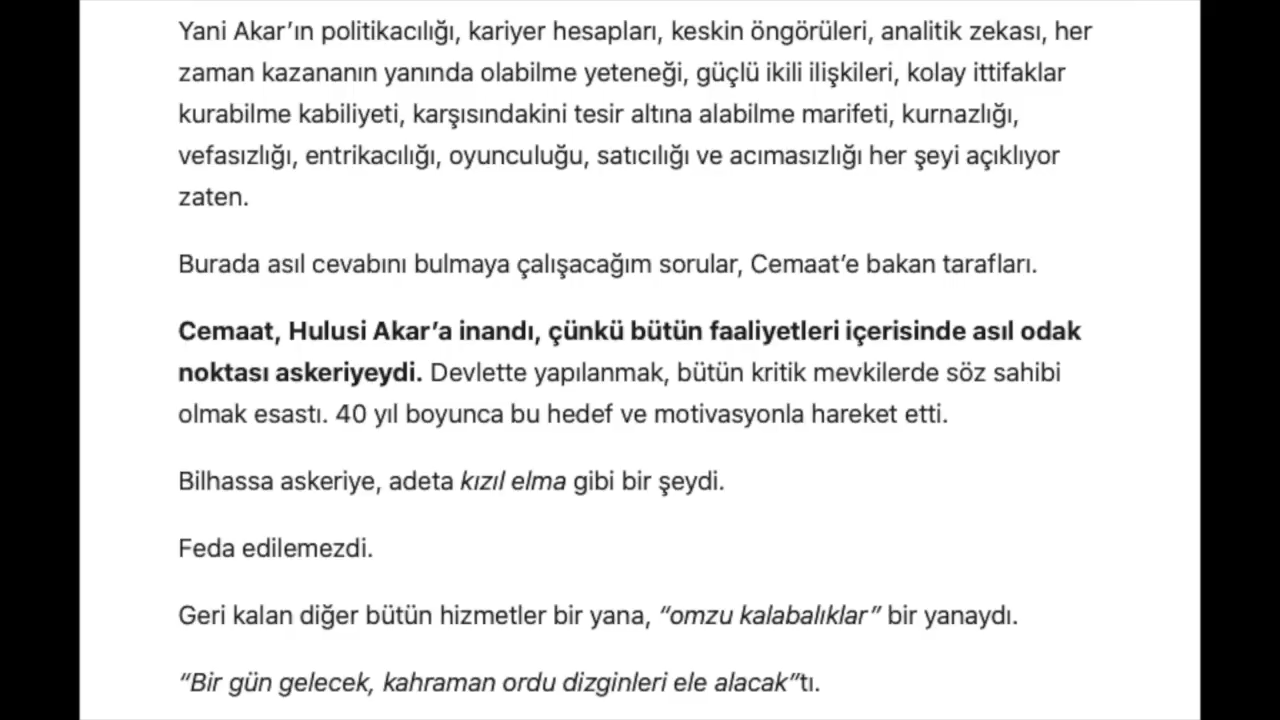 Yani Akar’ın politikacılığı, kariyer hesapları, keskin öngörüleri, analitik zekası, her
zaman kazananın yanında olabilme yeteneği, güçlü ikili ilişkileri, kolay ittifaklar
kurabilme kabiliyeti, karşısındakini tesir altına alabilme marifeti, kurnazlığı,
vefasızlığı, entrikacılığı, oyunculuğu, satıcılığı ve acımasızlığı her şeyi açıklıyor
zaten.
Burada asıl cevabını bulmaya çalışacağım sorular, Cemaat’e bakan tarafları.
Cemaat, Hulusi Akar’a inandı, çünkü bütün faaliyetleri içerisinde asıl odak
noktası askeriyeydi. Devlette yapılanmak, bütün kritik mevkilerde söz sahibi
olmak esastı. 40 yıl boyunca bu hedef ve motivasyonla hareket etti.
Bilhassa askeriye, adeta kızıl elma gibi bir şeydi.
Feda edilemezdi.
Geri kalan diğer bütün hizmetler bir yana, “omzu kalabalıklar” bir yanaydı.
“Bir gün gelecek, kahraman ordu dizginleri ele alacak”tı.